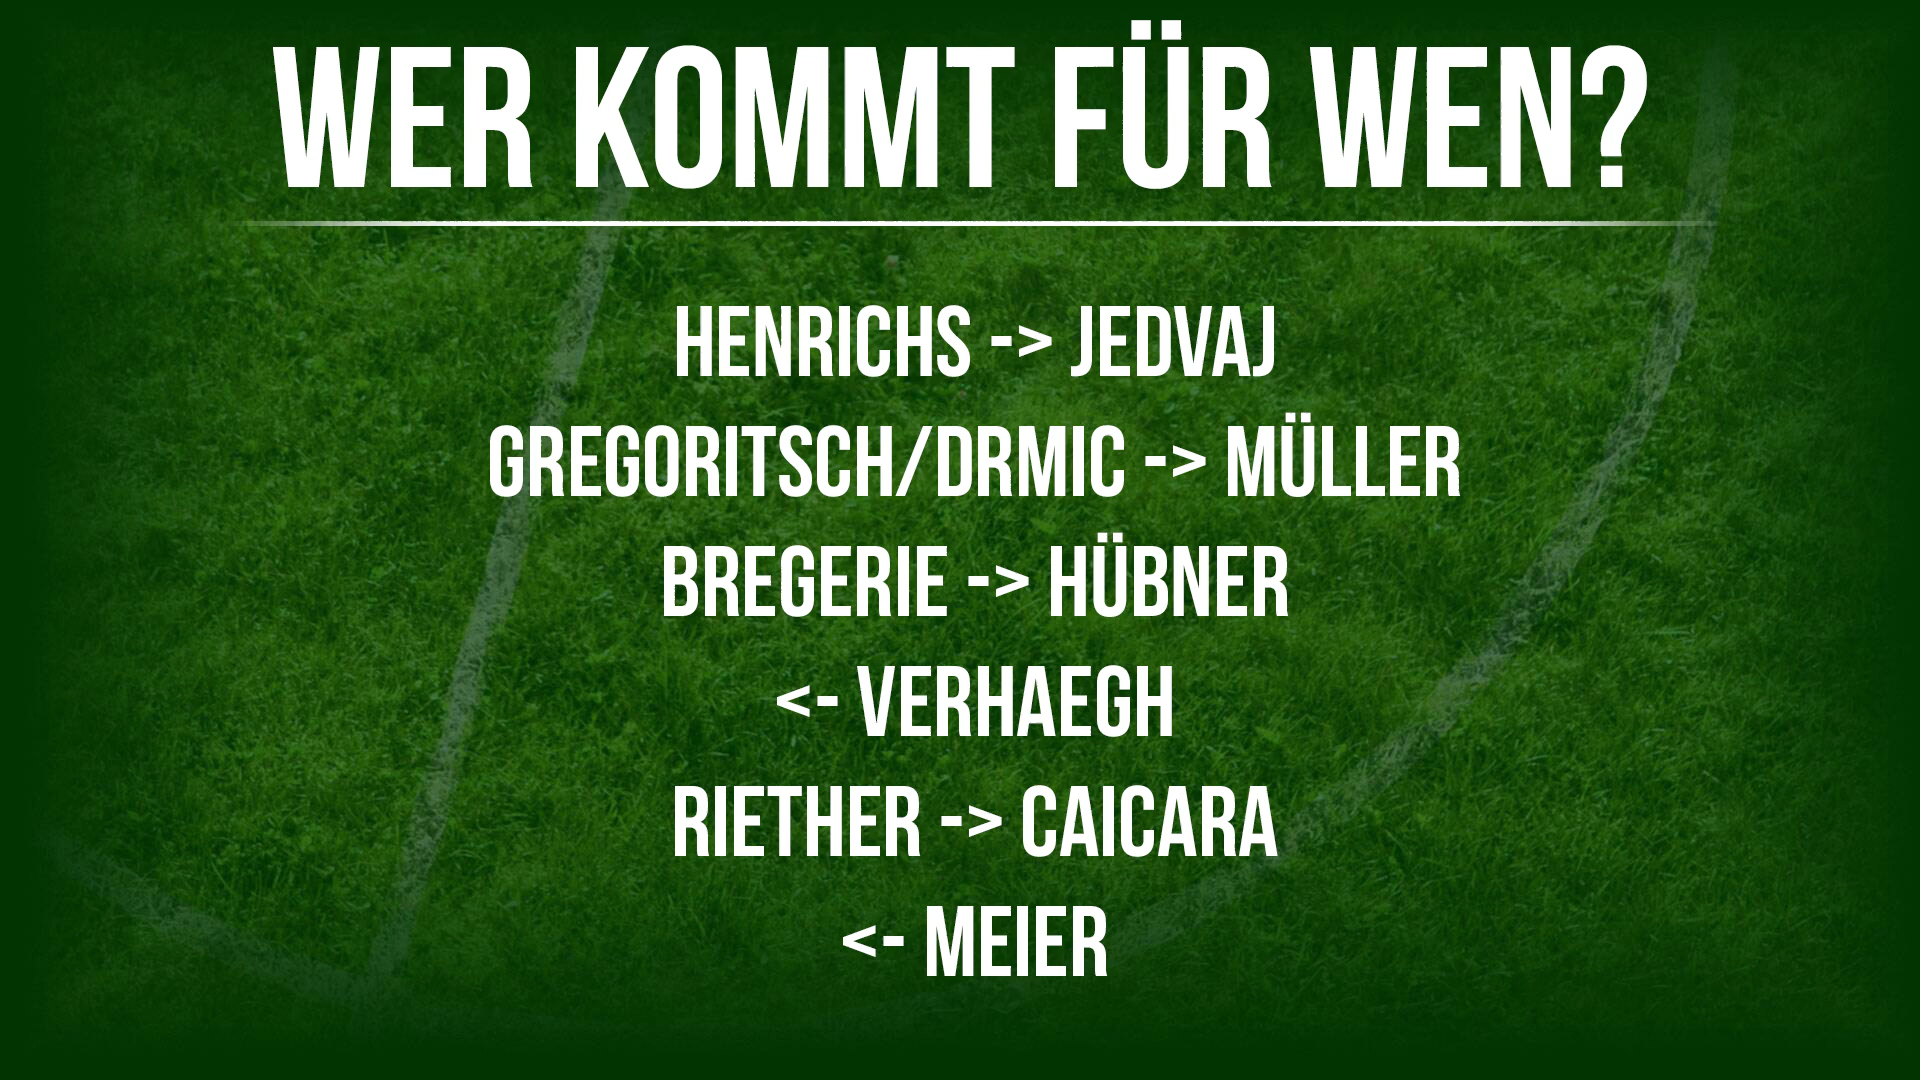 WER KOMMT FÜR WEN?
HENRICHS -> JEDVAJ
GREGORITSCH/DRMIC -> MÜLLER
BREGERIE -> HÜBNER
<- VERHAEGH
RIETHER -> CAICARA
<- MEIER